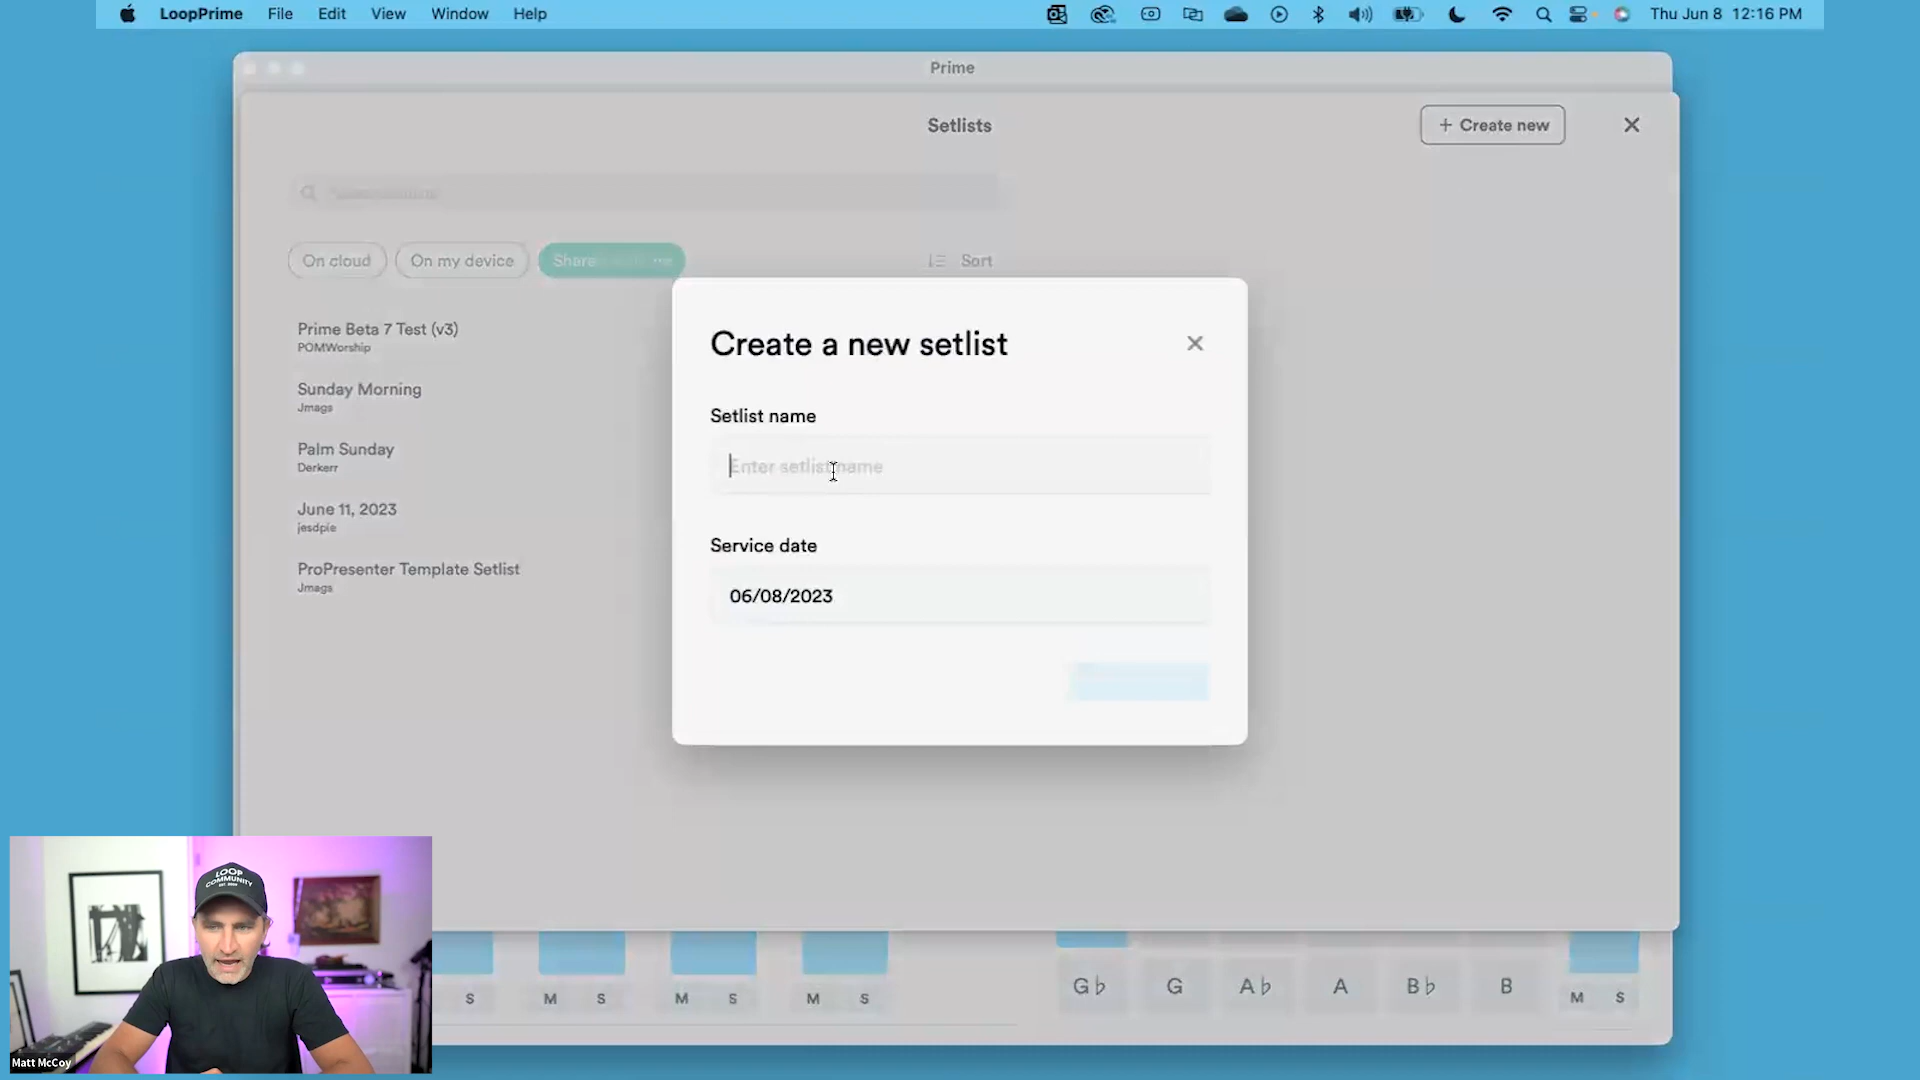 LoopPrime File Edit View Window Help
Thu Jun 8 12:16 PM
Prime
Setlists
+ Create new
On cloud
On my device
Share
me
Sort
Prime Beta 7 Test (v3)
POMWorship
Sunday Morning
Jmags
Palm Sunday
Derkerr
June 11, 2023
jesdpie
ProPresenter Template Setlist
Jmags
Create a new setlist
Setlist name
Enter setlist name
Service date
06/08/2023
S M S M S M S
G♭ G A♭ A B♭ B
M S
LOOP
COMMUNITY
Matt McCoy